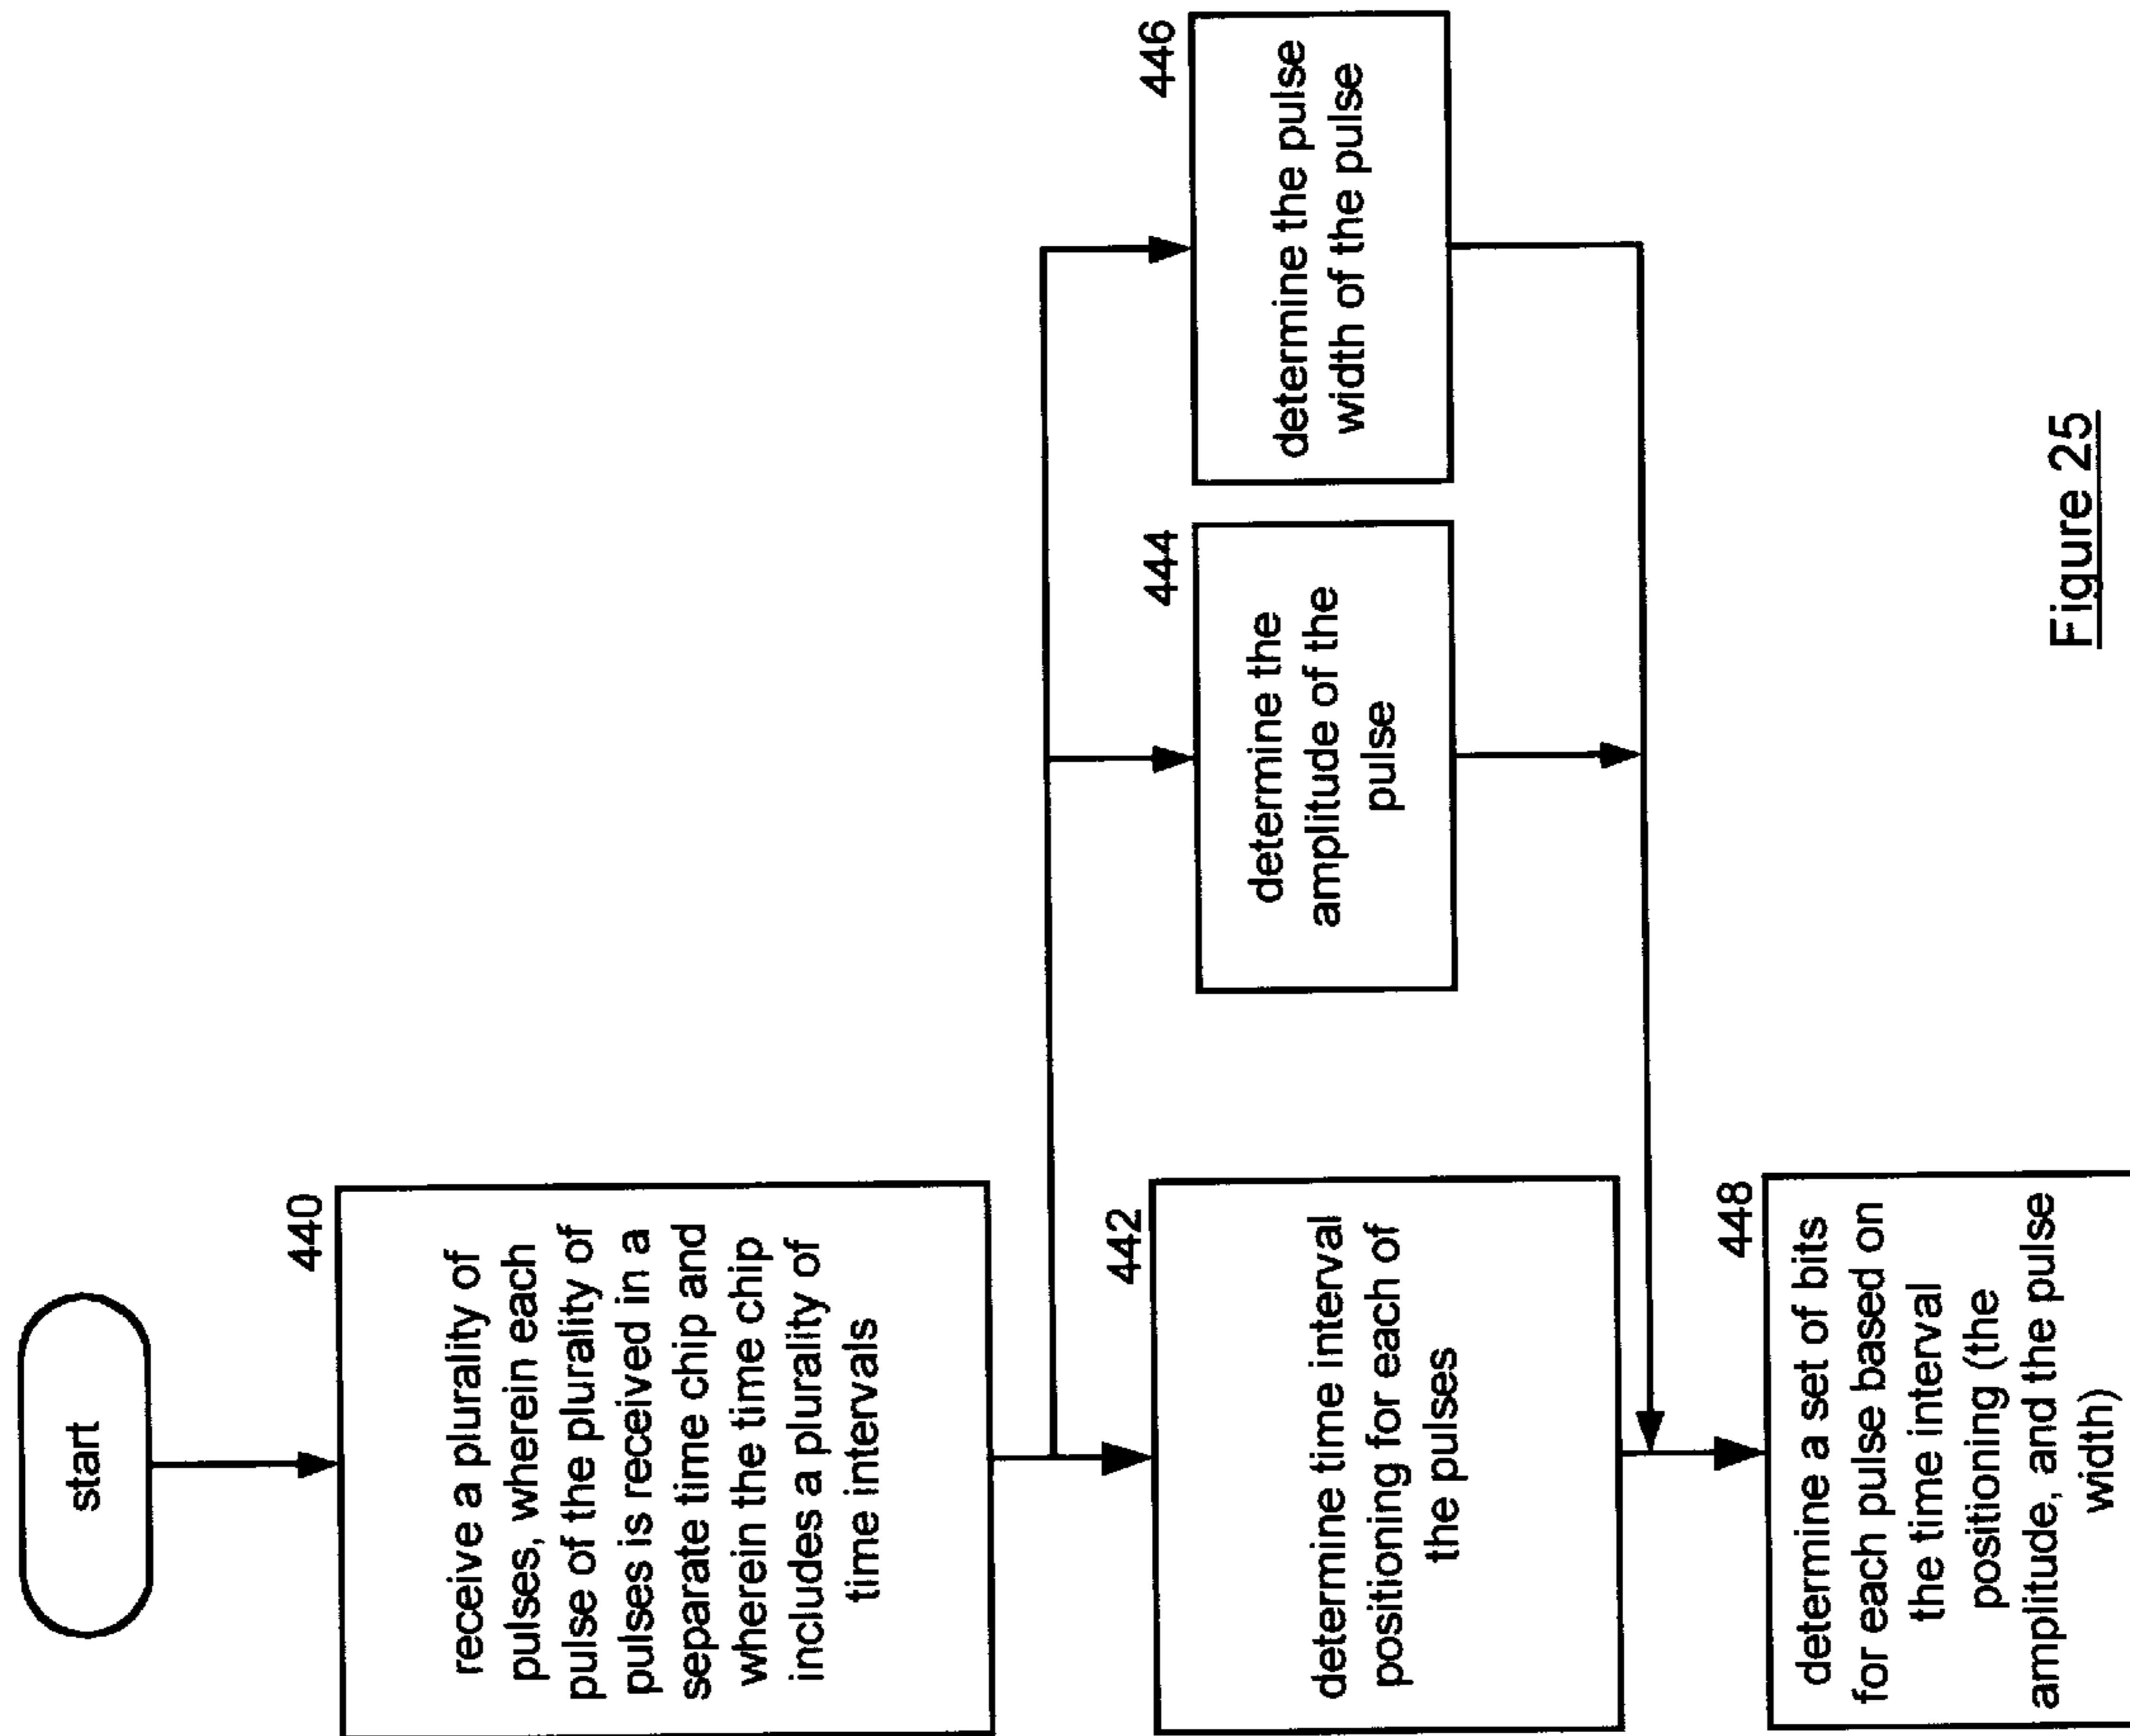 start
440
receive a plurality of
pulses, wherein each
pulse of the plurality of
pulses is received in a
separate time chip and
wherein the time chip
includes a plurality of
time intervals
442
determine time interval
positioning for each of
the pulses
444
determine the
amplitude of the
pulse
446
determine the pulse
width of the pulse
448
determine a set of bits
for each pulse based on
the time interval
positioning (the
amplitude, and the pulse
width)
Figure 25